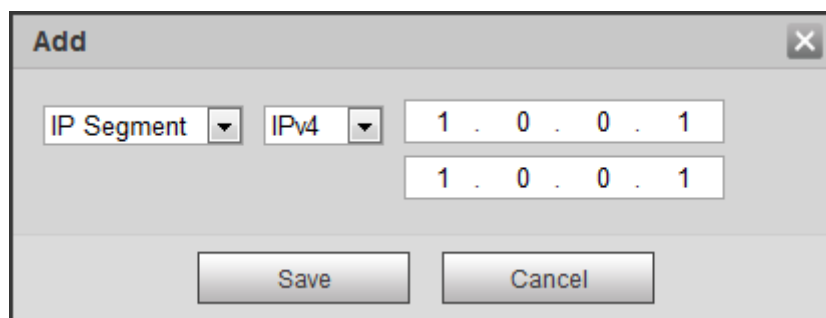 Add
IP Segment IPv4 1 . 0 . 0 . 1
1 . 0 . 0 . 1
Save Cancel